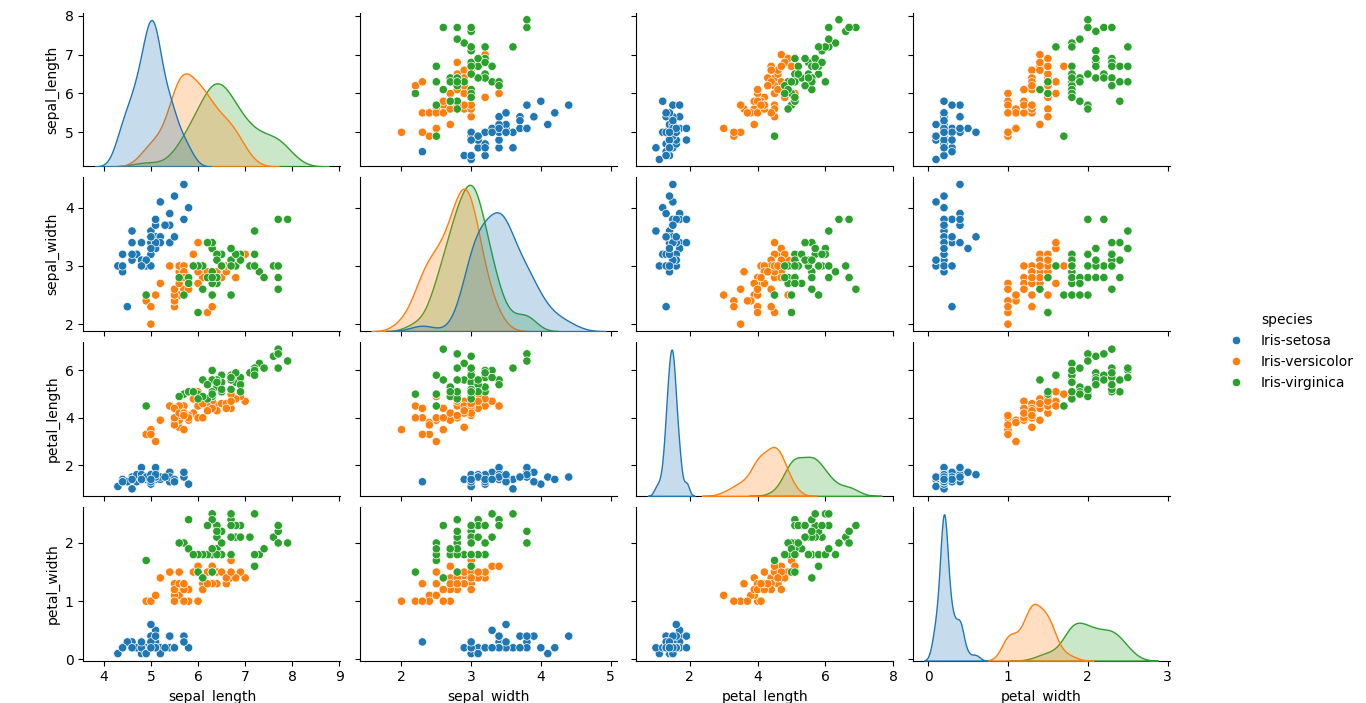 8
7
6
5
sepal_length
4
3
2
sepal_width
6
4
2
petal_length
2
1
0
petal_width
4 5 6 7 8 9
sepal_length
2 3 4 5
sepal_width
2 4 6 8
petal_length
0 1 2 3
petal_width
species
Iris-setosa
Iris-versicolor
Iris-virginica